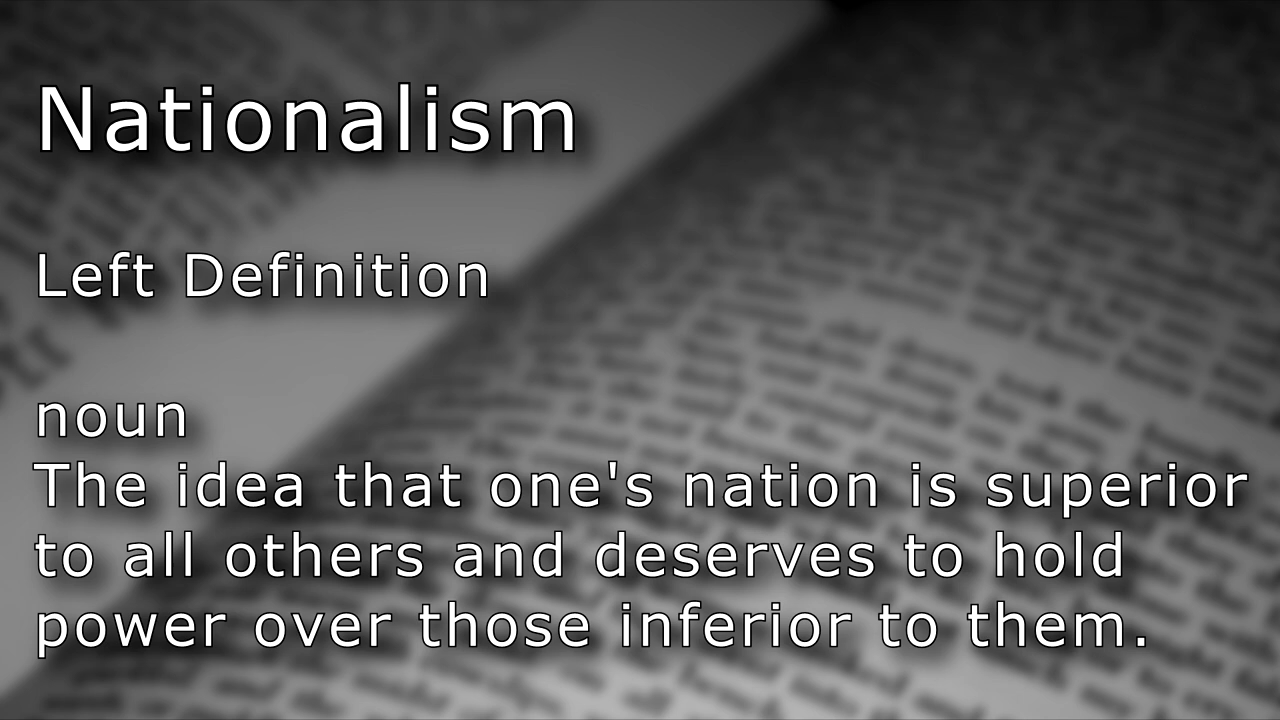 Nationalism
Left Definition
noun
The idea that one's nation is superior
to all others and deserves to hold
power over those inferior to them.